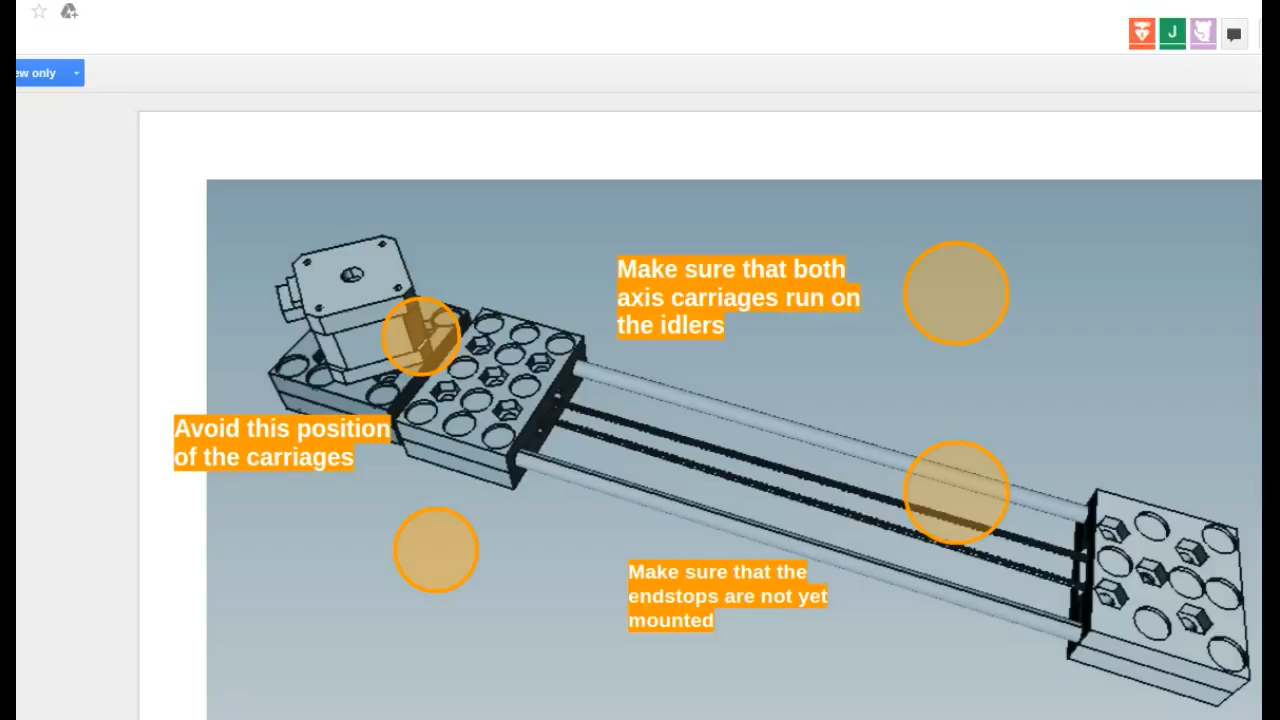 J
ew only
Make sure that both
axis carriages run on
the idlers
Avoid this position
of the carriages
Make sure that the
endstops are not yet
mounted